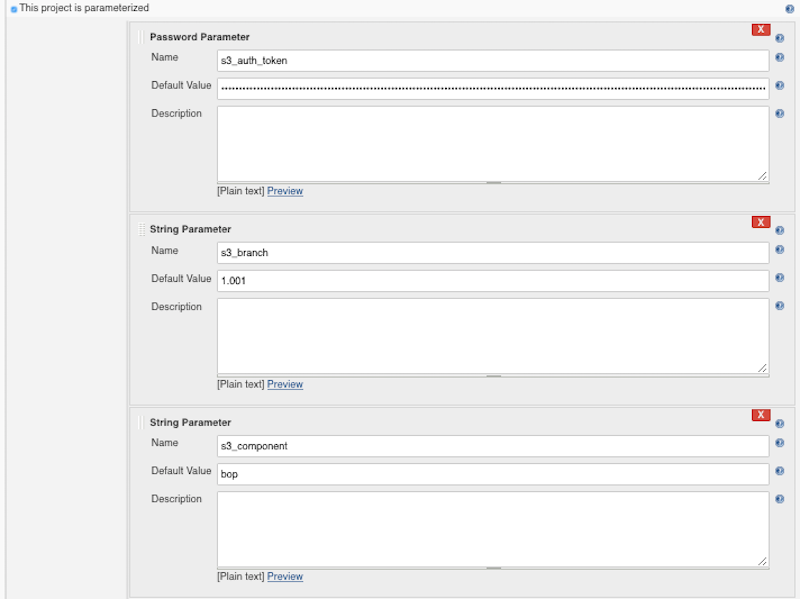 This project is parameterized
Password Parameter
X
Name s3_auth_token
Default Value
Description
[Plain text] Preview
String Parameter
X
Name s3_branch
Default Value 1.001
Description
[Plain text] Preview
String Parameter
X
Name s3_component
Default Value bop
Description
[Plain text] Preview